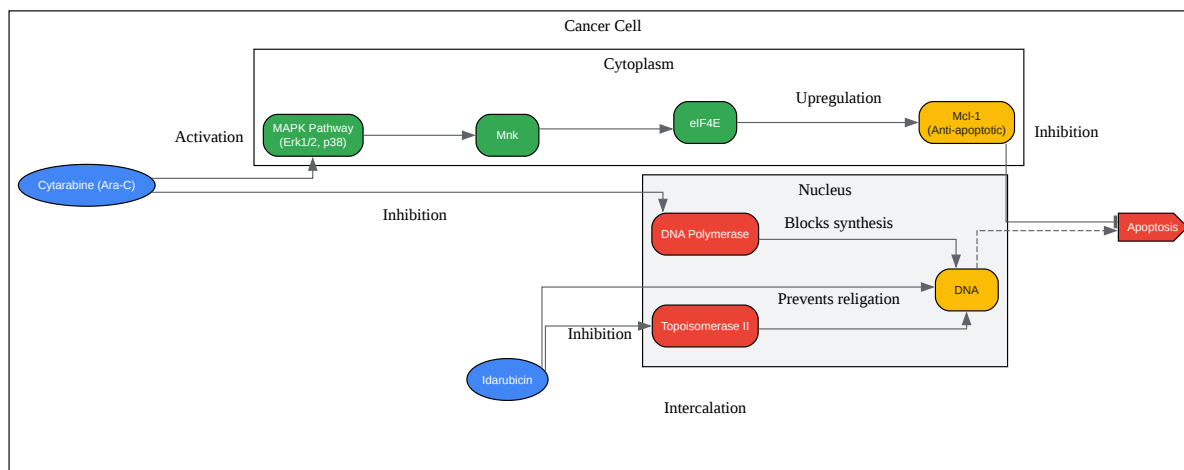 Cancer Cell
Cytoplasm
Upregulation
Activation
MAPK Pathway
(Erk1/2, p38)
Mnk
eIF4E
Mcl-1
(Anti-apoptotic)
Inhibition
Cytarabine (Ara-C)
Inhibition
Nucleus
DNA Polymerase
Blocks synthesis
Apoptosis
DNA
Prevents religation
Inhibition
Topoisomerase II
Idarubicin
Intercalation